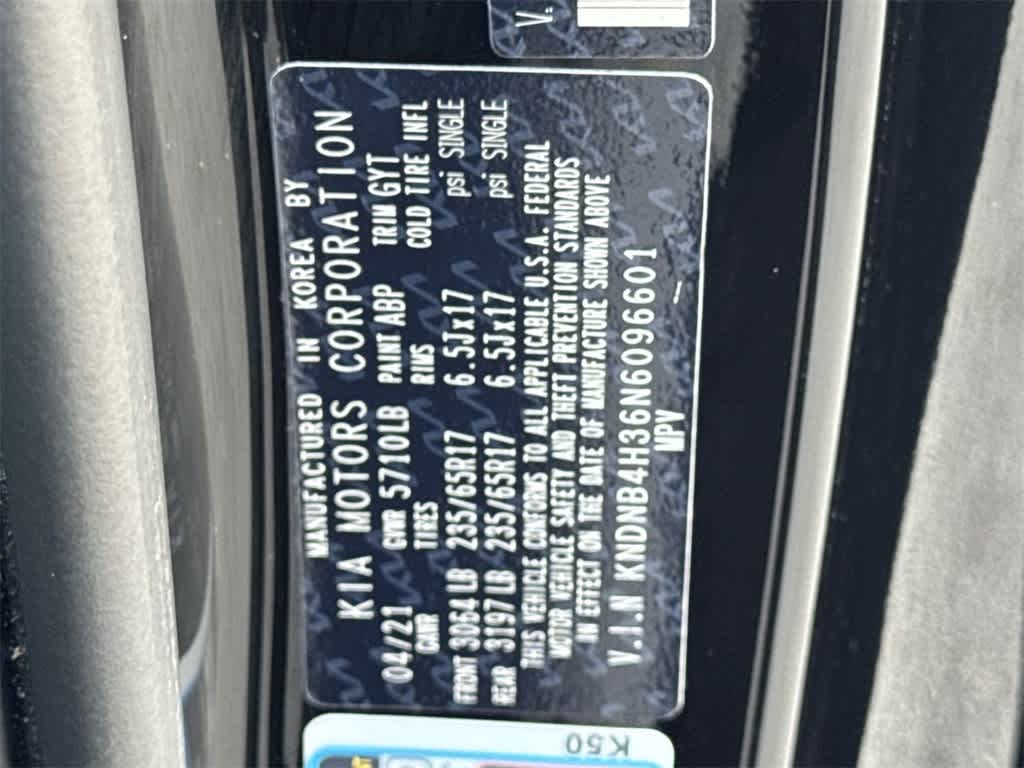 MANUFACTURED IN KOREA BY
KIA MOTORS CORPORATION
04/21 GVWR 5710LB PAINT ABP TRIM GYT
GAWR TIRES RIMS COLD TIRE INFL
FRONT 3064LB 235/65R17 6.5Jx17 psi SINGLE
REAR 3197LB 235/65R17 6.5Jx17 psi SINGLE
THIS VEHICLE CONFORMS TO ALL APPLICABLE U.S.A. FEDERAL
MOTOR VEHICLE SAFETY AND THEFT PREVENTION STANDARDS
IN EFFECT ON THE DATE OF MANUFACTURE SHOWN ABOVE
V.I.N KNDNB4H36N6096601
MPV
V.
K50